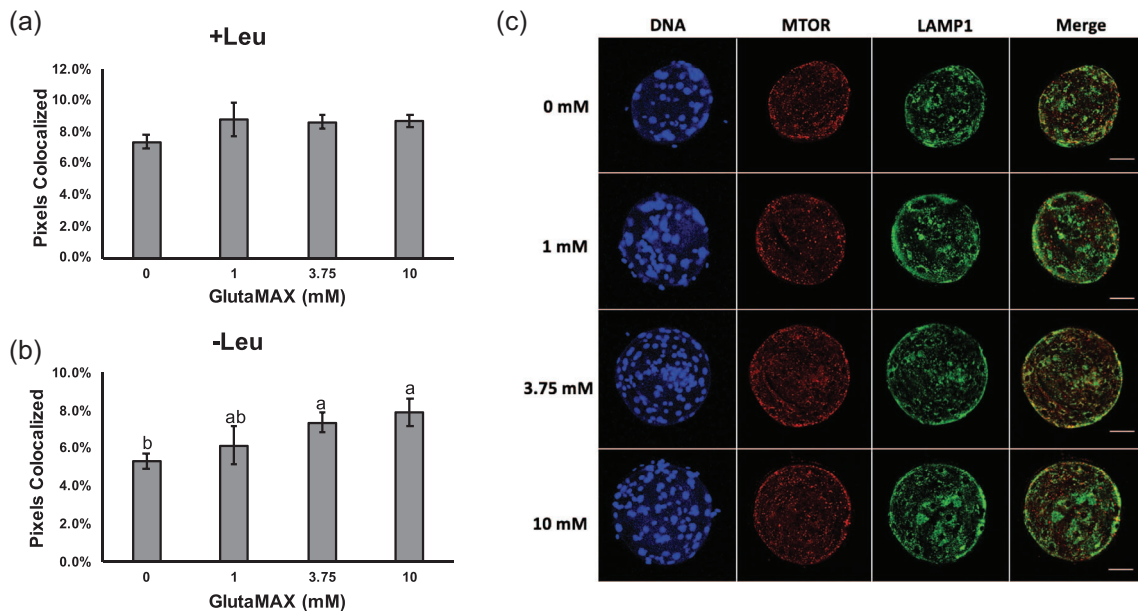 (a)
+Leu
12.0%
10.0%
8.0%
6.0%
4.0%
2.0%
0.0%
Pixels Colocalized
0 1 3.75 10
GlutaMAX (mM)
(b)
-Leu
10.0%
8.0%
6.0%
4.0%
2.0%
0.0%
Pixels Colocalized
b ab a a
0 1 3.75 10
GlutaMAX (mM)
(c)
DNA MTOR LAMP1 Merge
0 mM
1 mM
3.75 mM
10 mM